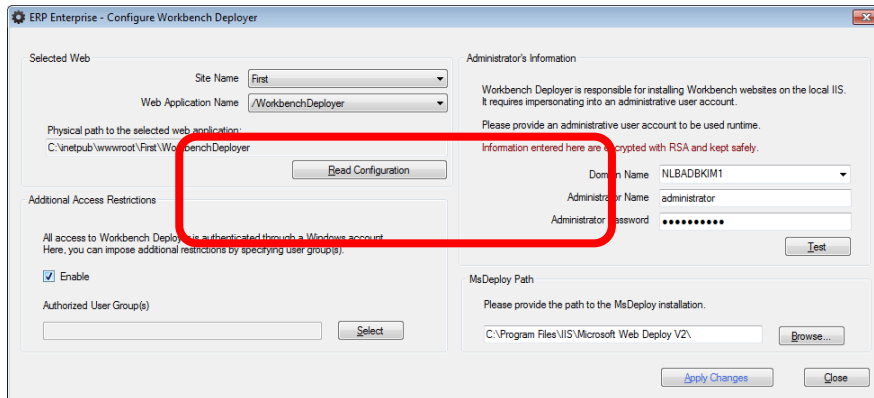 ERP Enterprise - Configure Workbench Deployer
Selected Web
Site Name First
Web Application Name /WorkbenchDeployer
Physical path to the selected web application:
C:\inetpub\wwwroot\First\WorkbenchDeployer
Read Configuration
Additional Access Restrictions
All access to Workbench Deployer is authenticated through a Windows account.
Here, you can impose additional restrictions by specifying user group(s).
Enable
Authorized User Group(s)
Select
Administrator's Information
Workbench Deployer is responsible for installing Workbench websites on the local IIS.
It requires impersonating into an administrative user account.
Please provide an administrative user account to be used runtime.
Information entered here are encrypted with RSA and kept safely.
Domain Name NLBADBKIM1
Administrator Name administrator
Administrator Password ●●●●●●●●●●
Test
MsDeploy Path
Please provide the path to the MsDeploy installation.
C:\Program Files\IIS\Microsoft Web Deploy V2\
Browse...
Apply Changes
Close